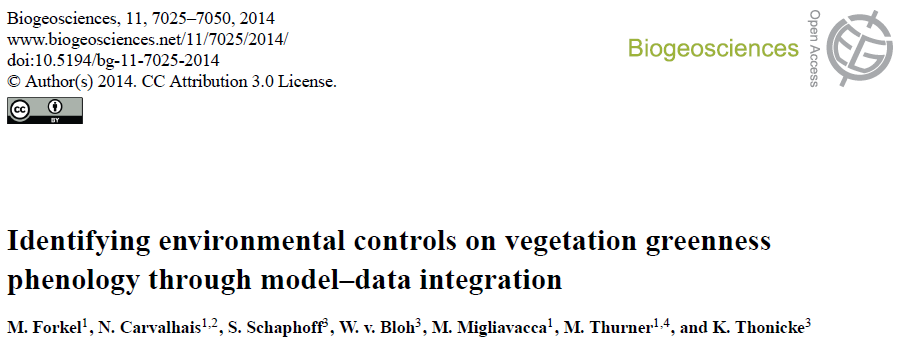 Biogeosciences, 11, 7025–7050, 2014
www.biogeosciences.net/11/7025/2014/
doi:10.5194/bg-11-7025-2014
© Author(s) 2014. CC Attribution 3.0 License.
cc BY
Biogeosciences
Open Access
EGU
Identifying environmental controls on vegetation greenness
phenology through model–data integration
M. Forkel1, N. Carvalhais1,2, S. Schaphoff3, W. v. Bloh3, M. Migliavacca1, M. Thurner1,4, and K. Thonicke3